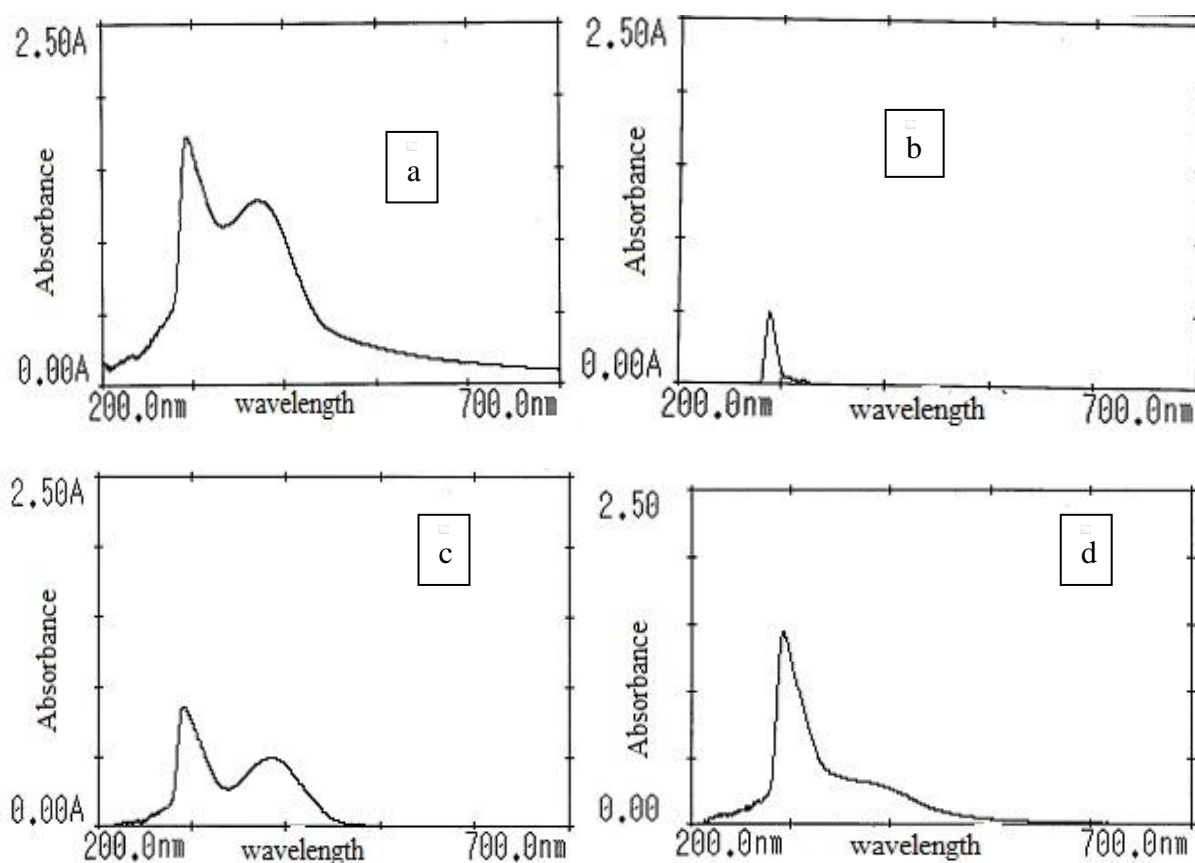 2.50A
Absorbance
a
0.00A
200.0nm
wavelength
700.0nm
2.50A
Absorbance
b
0.00A
200.0nm
wavelength
700.0nm
2.50A
Absorbance
c
0.00A
200.0nm
wavelength
700.0nm
2.50
Absorbance
d
0.00
200.0nm
wavelength
700.0nm